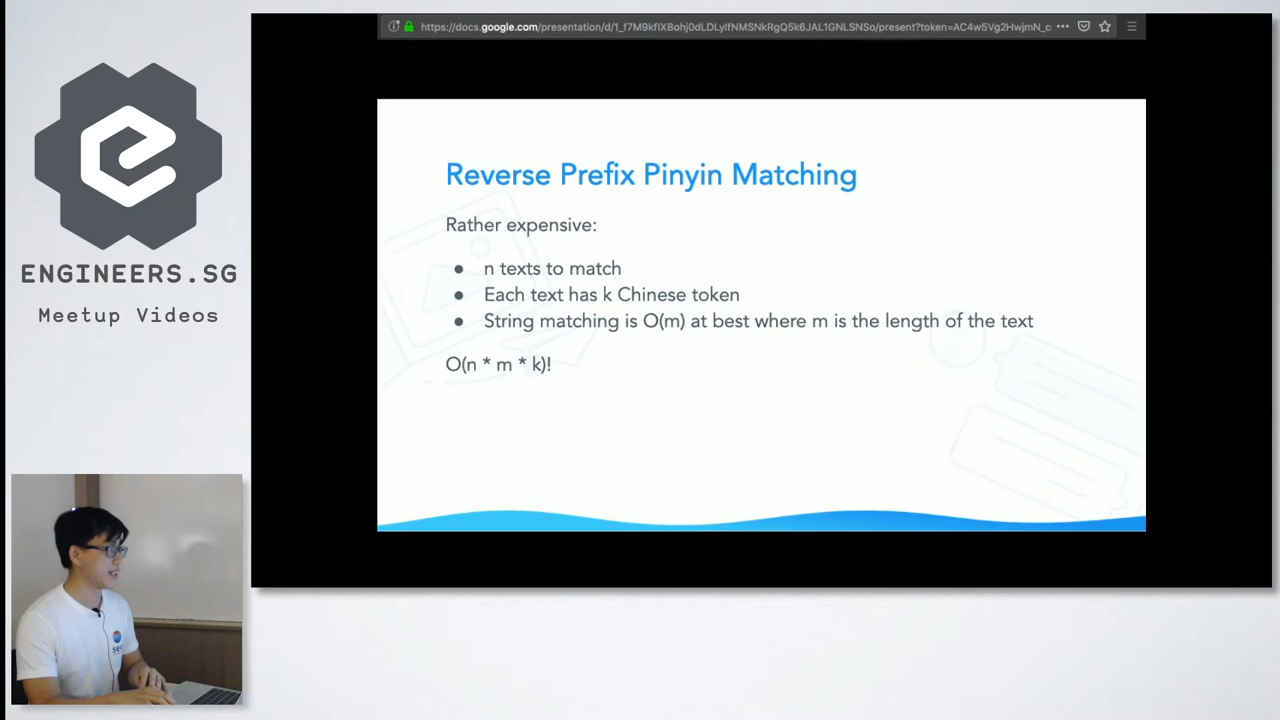 https://docs.google.com/presentation/d/1_f7M9kfIXBohj0dLDLyIfNMSNkRgQ5k6JAL1GNLSNSo/present?token=AC4w5Vg2HwjmN_c
Reverse Prefix Pinyin Matching
Rather expensive:
● n texts to match
● Each text has k Chinese token
● String matching is O(m) at best where m is the length of the text
O(n * m * k)!
ENGINEERS.SG
Meetup Videos